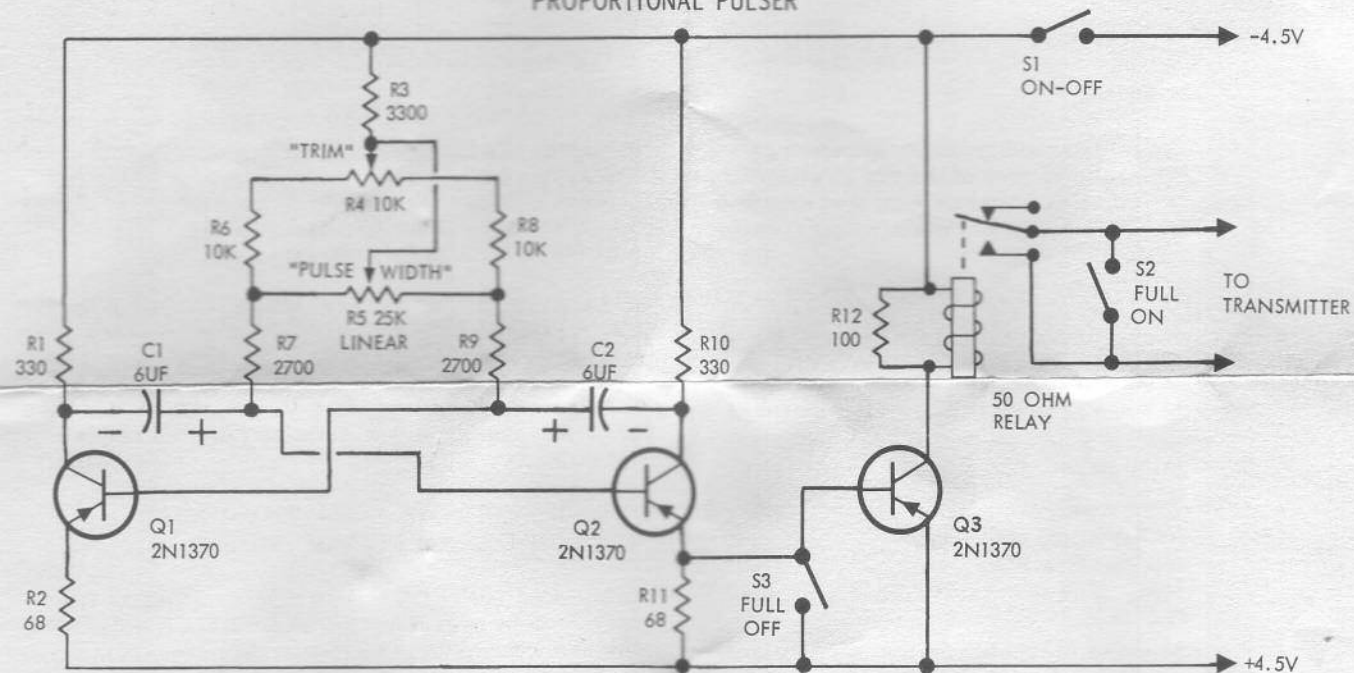 PROPORTIONAL PULSER
-4.5V
S1
ON-OFF
R3
3300
"TRIM"
R4 10K
R6
10K
R8
10K
"PULSE WIDTH"
R5 25K
LINEAR
R1
330
C1
6UF
R7
2700
R9
2700
C2
6UF
R10
330
R12
100
S2
FULL
ON
TO
TRANSMITTER
50 OHM
RELAY
- +
+ -
Q1
2N1370
Q2
2N1370
Q3
2N1370
R2
68
R11
68
S3
FULL
OFF
+4.5V